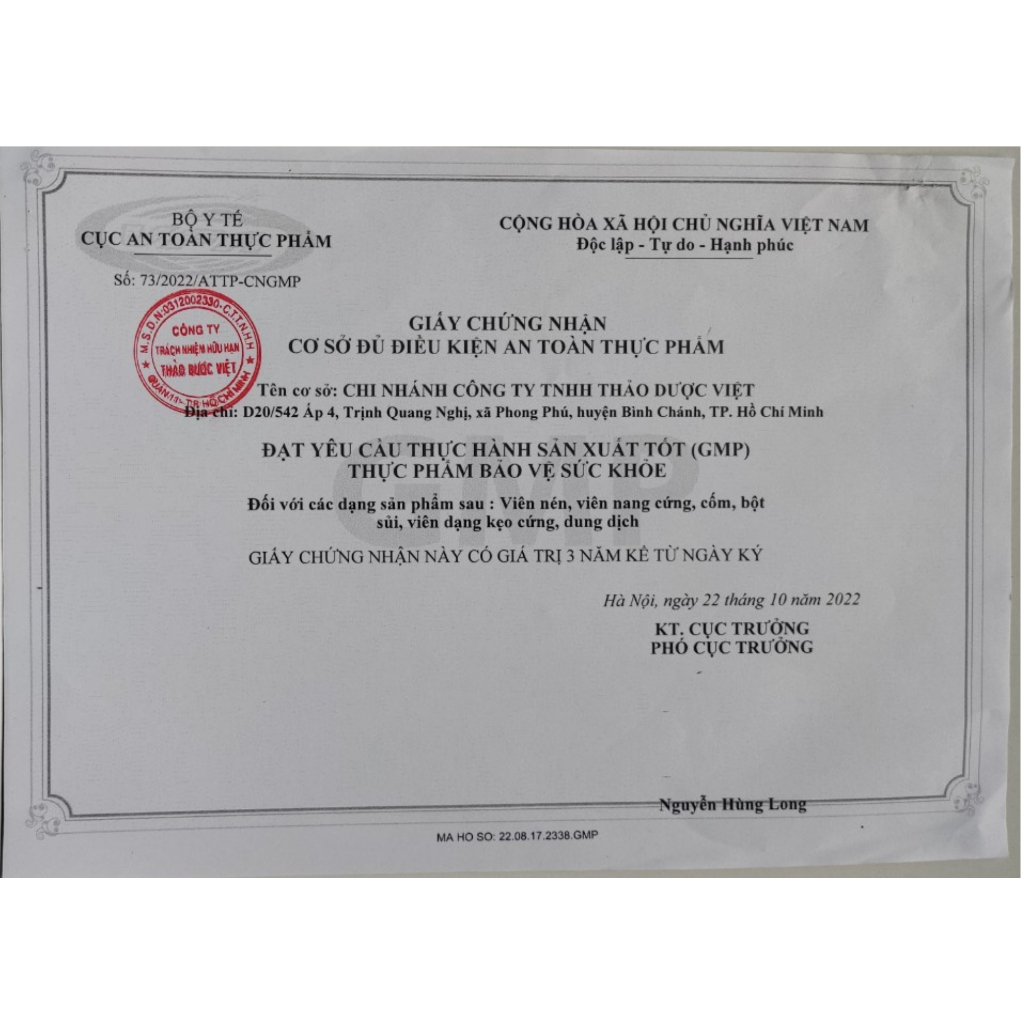 BỘ Y TẾ
CỤC AN TOÀN THỰC PHẨM
Số: 73/2022/ATTP-CNGMP
CỘNG HÒA XÃ HỘI CHỦ NGHĨA VIỆT NAM
Độc lập - Tự do - Hạnh phúc
M.S.D.N:0312002330-C.T.T.N.H.H
CÔNG TY
TRÁCH NHIỆM HỮU HẠN
THẢO DƯỢC VIỆT
TP. HỒ CHÍ MINH
GIẤY CHỨNG NHẬN
CƠ SỞ ĐỦ ĐIỀU KIỆN AN TOÀN THỰC PHẨM
Tên cơ sở: CHI NHÁNH CÔNG TY TNHH THẢO DƯỢC VIỆT
Địa chỉ: D20/542 Ấp 4, Trịnh Quang Nghị, xã Phong Phú, huyện Bình Chánh, TP. Hồ Chí Minh
ĐẠT YÊU CẦU THỰC HÀNH SẢN XUẤT TỐT (GMP)
THỰC PHẨM BẢO VỆ SỨC KHỎE
GMP
Đối với các dạng sản phẩm sau : Viên nén, viên nang cứng, cốm, bột
sủi, viên dạng kẹo cứng, dung dịch
GIẤY CHỨNG NHẬN NÀY CÓ GIÁ TRỊ 3 NĂM KỂ TỪ NGÀY KÝ
Hà Nội, ngày 22 tháng 10 năm 2022
KT. CỤC TRƯỞNG
PHÓ CỤC TRƯỞNG
Nguyễn Hùng Long
MA HO SO: 22.08.17.2338.GMP